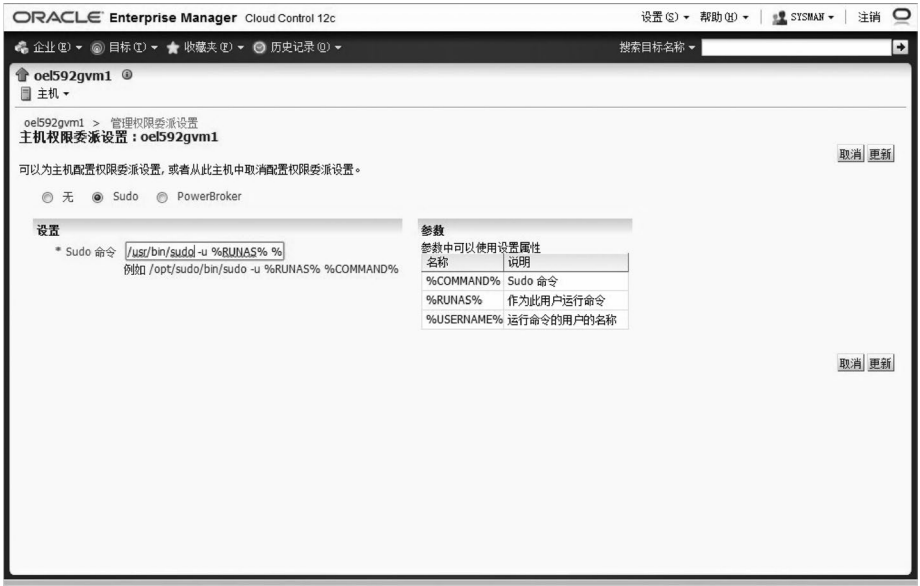 ORACLE Enterprise Manager Cloud Control 12c 设置(S) 帮助(H) SYSMAN 注销
企业(E) 目标(T) 收藏夹(F) 历史记录(O) 搜索目标名称
oel592gvm1
主机
oel592gvm1 > 管理权限委派设置
主机权限委派设置：oel592gvm1
取消 更新
可以为主机配置权限委派设置, 或者从此主机中取消配置权限委派设置。
无 Sudo PowerBroker
设置
* Sudo 命令 /usr/bin/sudo -u %RUNAS% %
例如 /opt/sudo/bin/sudo -u %RUNAS% %COMMAND%
参数
参数中可以使用设置属性
名称 说明
%COMMAND% Sudo 命令
%RUNAS% 作为此用户运行命令
%USERNAME% 运行命令的用户的名称
取消 更新